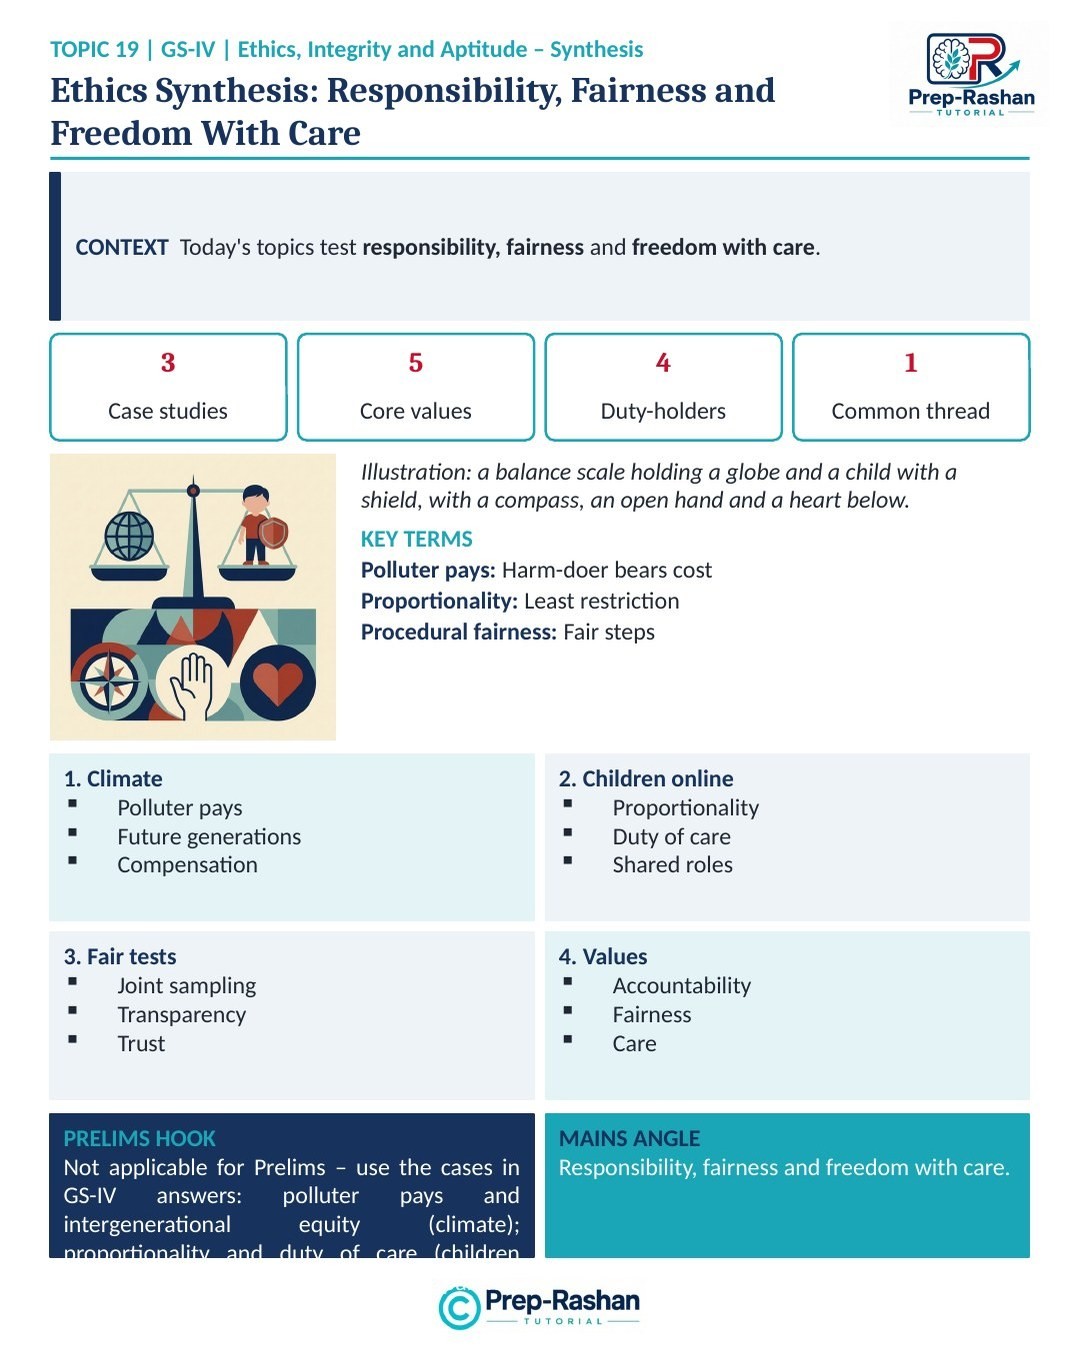 TOPIC 19 | GS-IV | Ethics, Integrity and Aptitude – Synthesis
Ethics Synthesis: Responsibility, Fairness and
Freedom With Care
Prep-Rashan
TUTORIAL
CONTEXT Today's topics test responsibility, fairness and freedom with care.
3
Case studies
5
Core values
4
Duty-holders
1
Common thread
Illustration: a balance scale holding a globe and a child with a
shield, with a compass, an open hand and a heart below.
KEY TERMS
Polluter pays: Harm-doer bears cost
Proportionality: Least restriction
Procedural fairness: Fair steps
1. Climate
▪ Polluter pays
▪ Future generations
▪ Compensation
2. Children online
▪ Proportionality
▪ Duty of care
▪ Shared roles
3. Fair tests
▪ Joint sampling
▪ Transparency
▪ Trust
4. Values
▪ Accountability
▪ Fairness
▪ Care
PRELIMS HOOK
Not applicable for Prelims – use the cases in
GS-IV answers: polluter pays and
intergenerational equity (climate);
proportionality and duty of care (children
MAINS ANGLE
Responsibility, fairness and freedom with care.
© Prep-Rashan
TUTORIAL